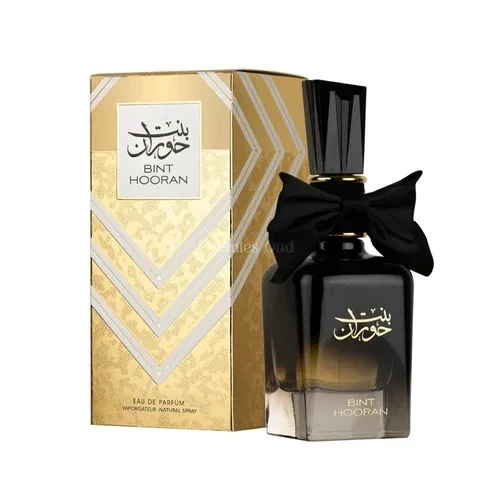 بنت
حوران
BINT
HOORAN
EAU DE PARFUM
VAPORISATEUR-NATURAL SPRAY
بنت
حوران
BINT
HOORAN